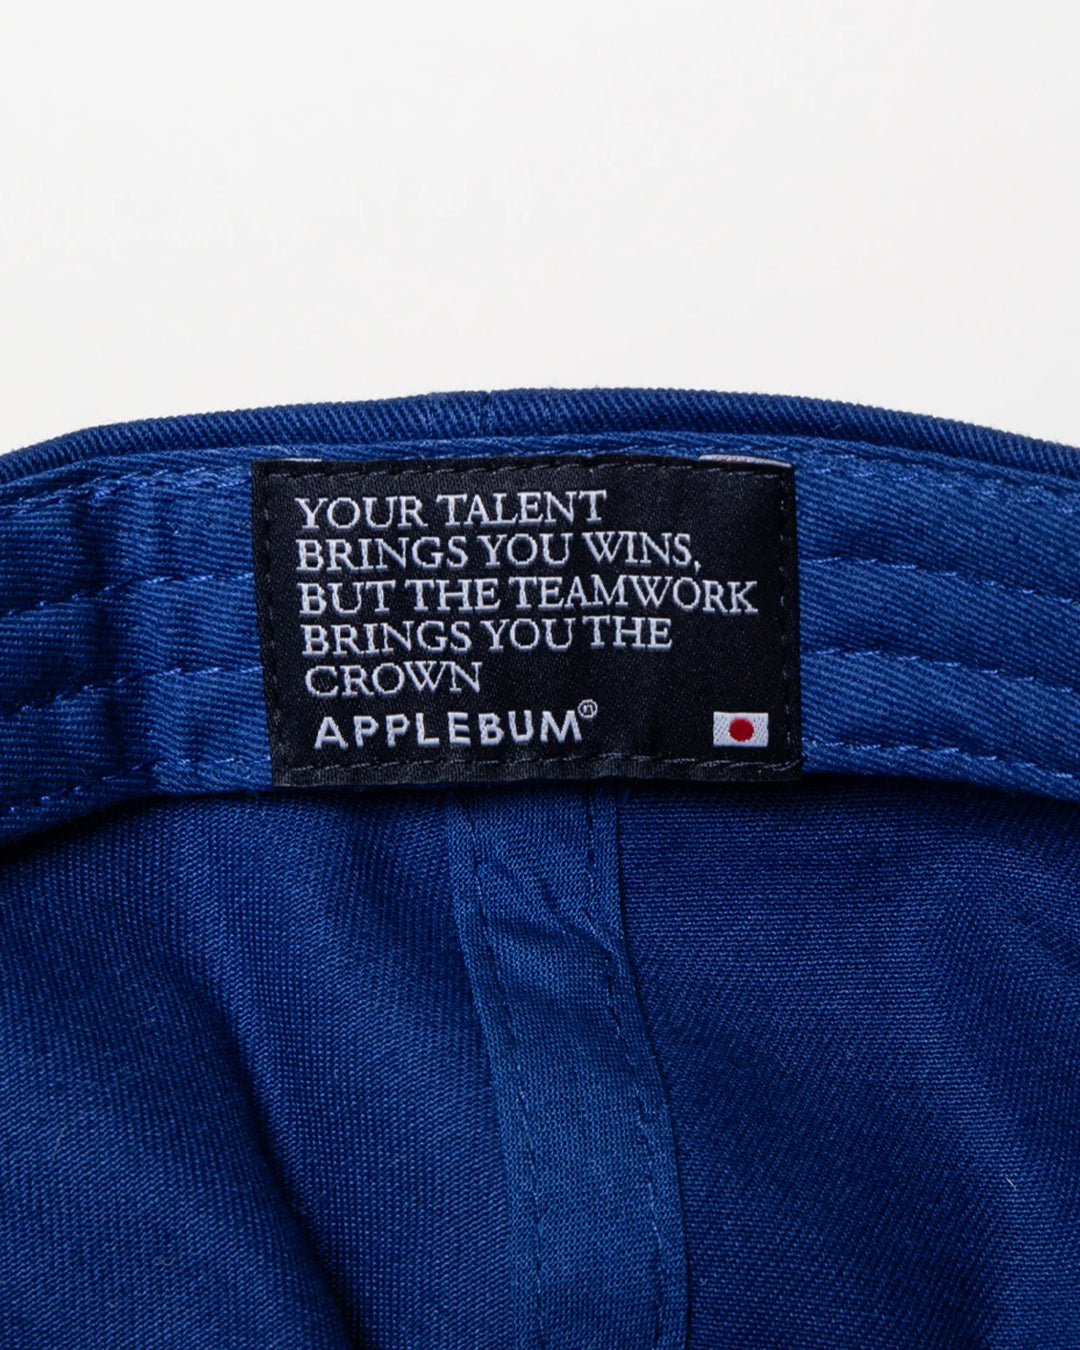 YOUR TALENT
BRINGS YOU WINS,
BUT THE TEAMWORK
BRINGS YOU THE
CROWN
APPLEBUM®